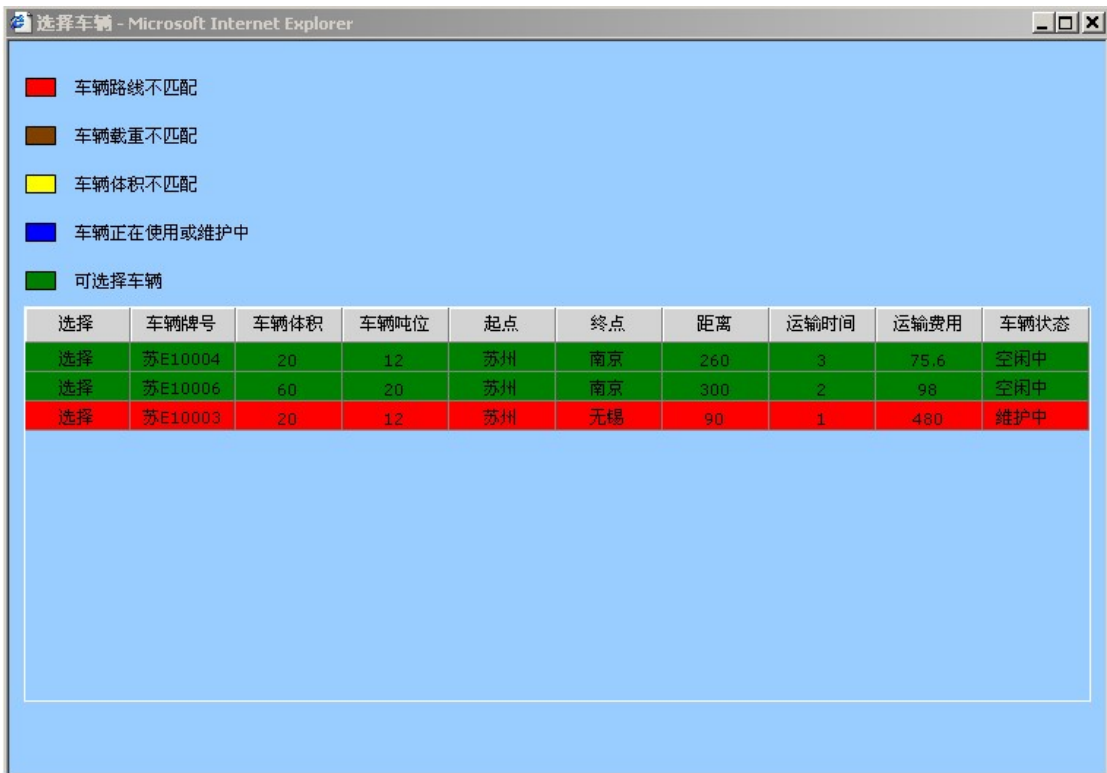 选择车辆 - Microsoft Internet Explorer
车辆路线不匹配
车辆载重不匹配
车辆体积不匹配
车辆正在使用或维护中
可选择车辆
选择 车辆牌号 车辆体积 车辆吨位 起点 终点 距离 运输时间 运输费用 车辆状态
选择 苏E10004 20 12 苏州 南京 260 3 75.6 空闲中
选择 苏E10006 60 20 苏州 南京 300 2 98 空闲中
选择 苏E10003 20 12 苏州 无锡 90 1 480 维护中